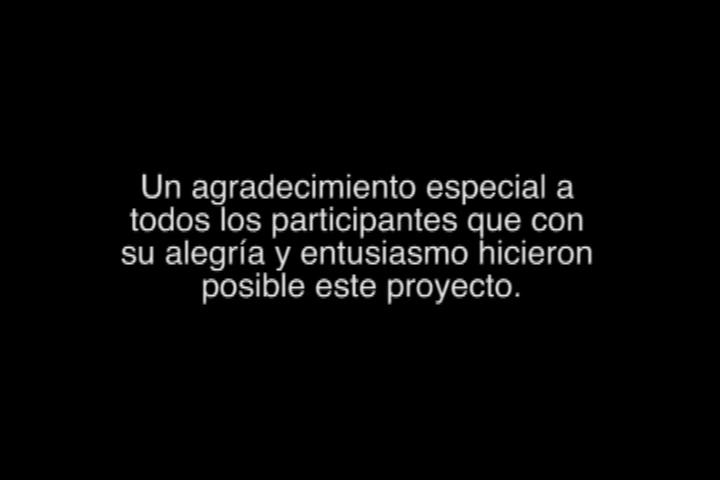 Un agradecimiento especial a
todos los participantes que con
su alegría y entusiasmo hicieron
posible este proyecto.